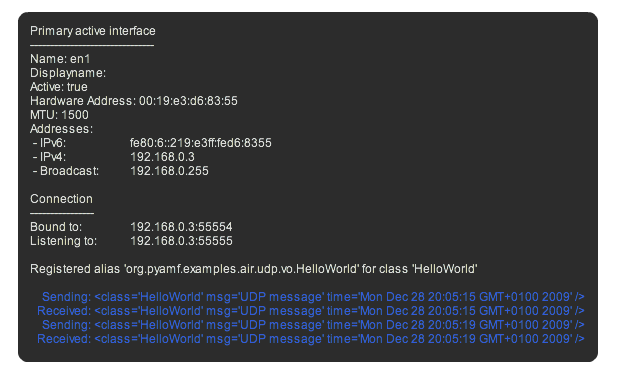 Primary active interface
-------------------------------
Name: en1
Displayname:
Active: true
Hardware Address: 00:19:e3:d6:83:55
MTU: 1500
Addresses:
- IPv6: fe80:6::219:e3ff:fed6:8355
- IPv4: 192.168.0.3
- Broadcast: 192.168.0.255
Connection
----------------
Bound to: 192.168.0.3:55554
Listening to: 192.168.0.3:55555
Registered alias 'org.pyamf.examples.air.udp.vo.HelloWorld' for class 'HelloWorld'
Sending: <class='HelloWorld' msg='UDP message' time='Mon Dec 28 20:05:15 GMT+0100 2009' />
Received: <class='HelloWorld' msg='UDP message' time='Mon Dec 28 20:05:15 GMT+0100 2009' />
Sending: <class='HelloWorld' msg='UDP message' time='Mon Dec 28 20:05:19 GMT+0100 2009' />
Received: <class='HelloWorld' msg='UDP message' time='Mon Dec 28 20:05:19 GMT+0100 2009' />